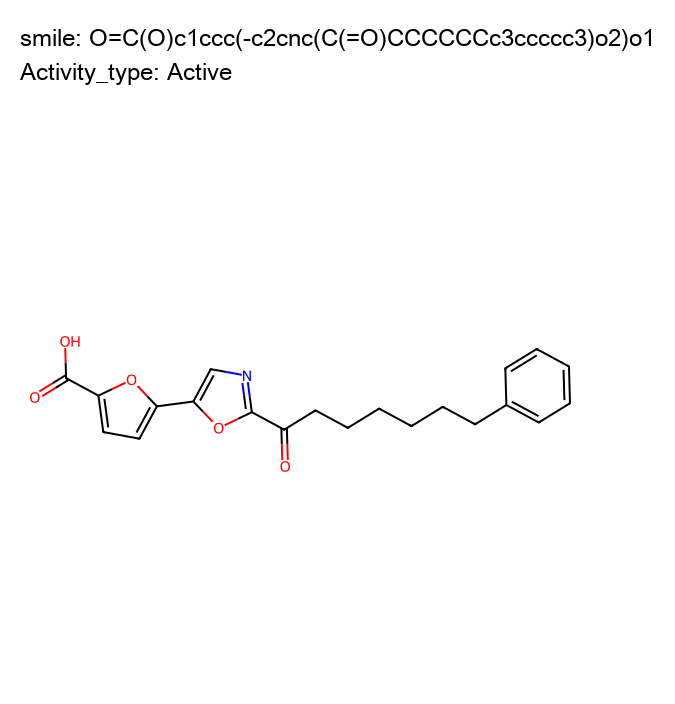 smile: O=C(O)c1ccc(-c2cnc(C(=O)CCCCCCc3ccccc3)o2)o1
Activity_type: Active
OH
O
O
N
O
O